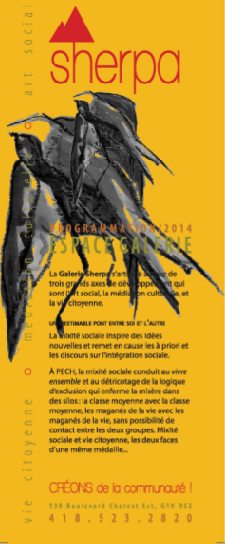 sherpa
vie citoyenne o médiation culturelle o art social
PROGRAMMATION/2014
ESPACE GALERIE
La Galerie Sherpa s'articule autour de
trois grands axes de développement qui
sont l'art social, la médiation culturelle et
la vie citoyenne.
UN INESTIMABLE PONT ENTRE SOI ET L'AUTRE
La mixité sociale inspire des idées
nouvelles et remet en cause les à priori et
les discours sur l'intégration sociale.
À PECH, la mixité sociale conduit au vivre
ensemble et au détricotage de la logique
d'exclusion qui enferme la misère dans
des silos : la classe moyenne avec la classe
moyenne, les maganés de la vie avec les
maganés de la vie, sans possibilité de
contact entre les deux groupes. Mixité
sociale et vie citoyenne, les deux faces
d'une même médaille...
CRÉONS de la communauté !
130 Boulevard Charest Est, G1K 0E2
418.523.2820